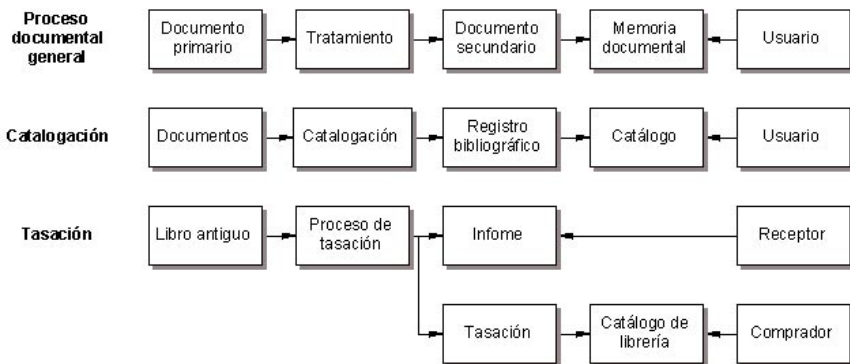 Proceso
documental
general
Documento
primario
Tratamiento
Documento
secundario
Memoria
documental
Usuario
Catalogación
Documentos
Catalogación
Registro
bibliográfico
Catálogo
Usuario
Tasación
Libro antiguo
Proceso de
tasación
Infome
Receptor
Tasación
Catálogo de
librería
Comprador